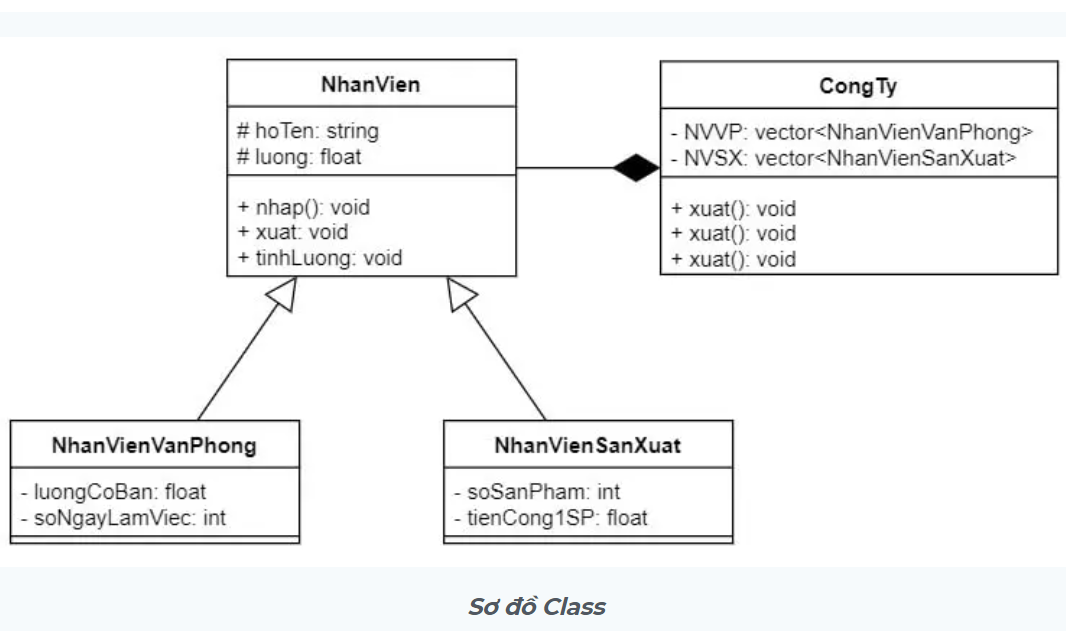 NhanVien
# hoTen: string
# luong: float
+ nhap(): void
+ xuat: void
+ tinhLuong: void
CongTy
- NVVP: vector<NhanVienVanPhong>
- NVSX: vector<NhanVienSanXuat>
+ xuat(): void
+ xuat(): void
+ xuat(): void
NhanVienVanPhong
- luongCoBan: float
- soNgayLamViec: int
NhanVienSanXuat
- soSanPham: int
- tienCong1SP: float
Sơ đồ Class